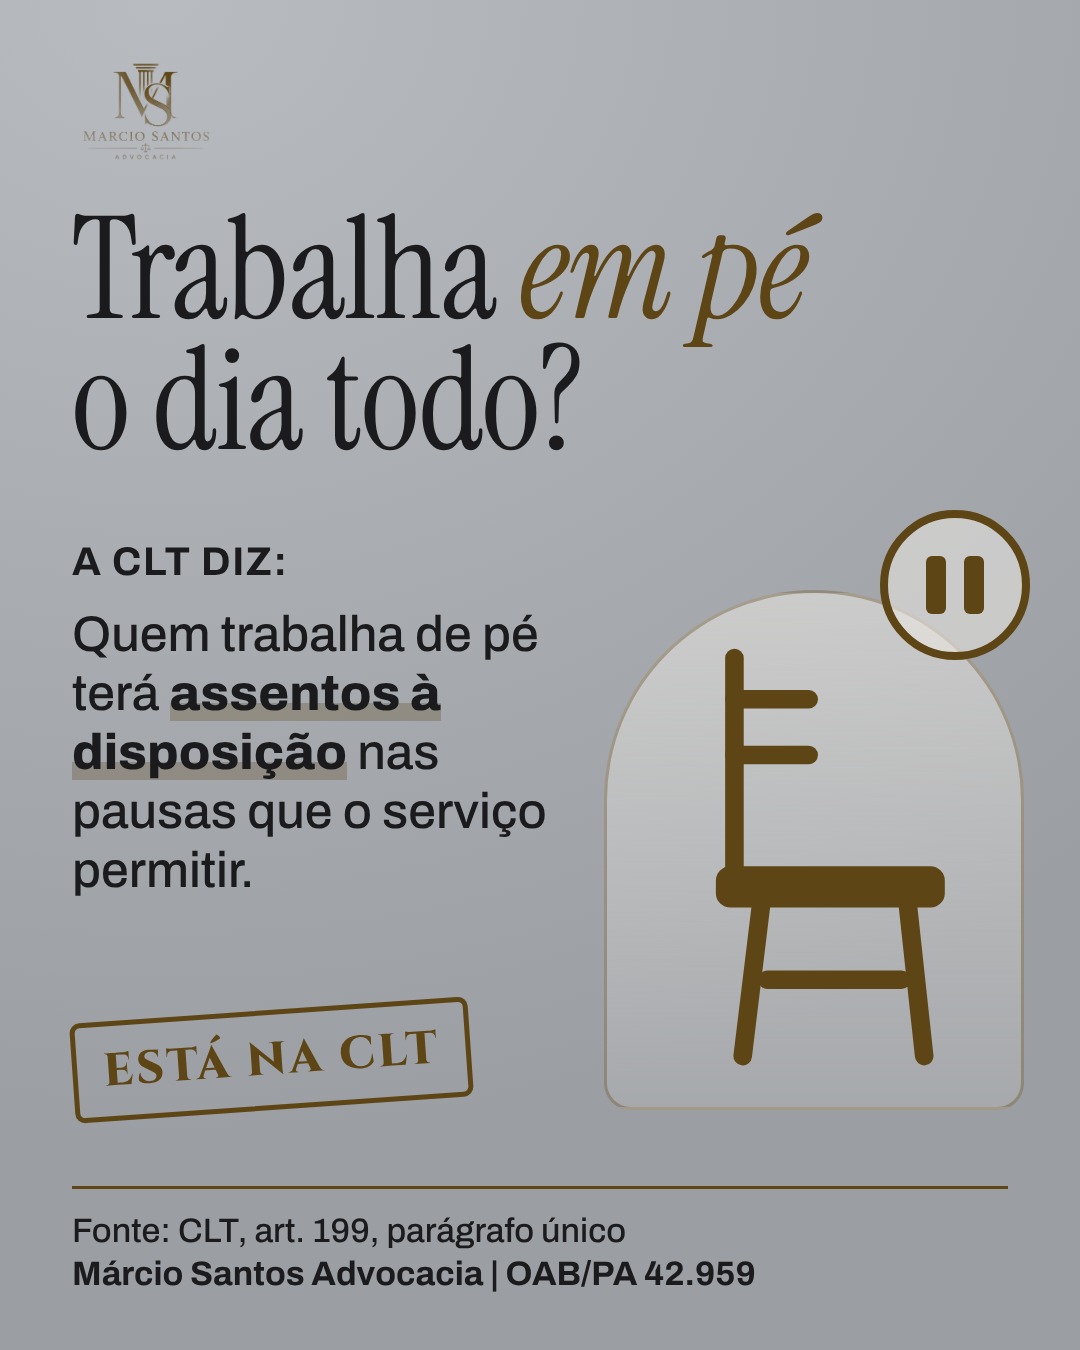 MS
MARCIO SANTOS
ADVOCACIA
Trabalha em pé
o dia todo?
A CLT DIZ:
Quem trabalha de pé
terá assentos à
disposição nas
pausas que o serviço
permitir.
ESTÁ NA CLT
Fonte: CLT, art. 199, parágrafo único
Márcio Santos Advocacia | OAB/PA 42.959